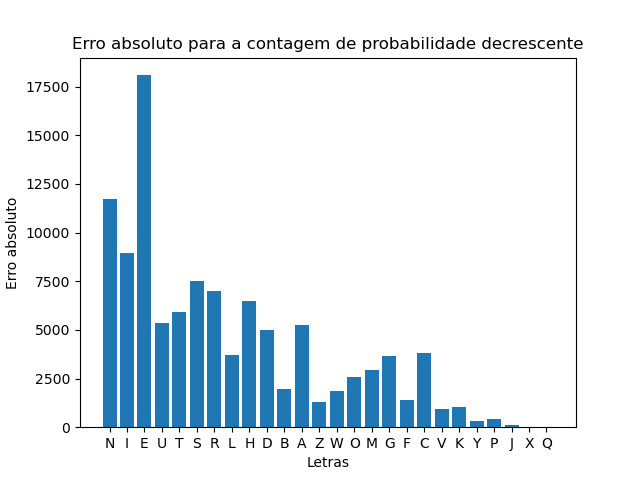 Erro absoluto para a contagem de probabilidade decrescente
Erro absoluto
17500
15000
12500
10000
7500
5000
2500
0
N I E U T S R L H D B A Z W O M G F C V K Y P J X Q
Letras